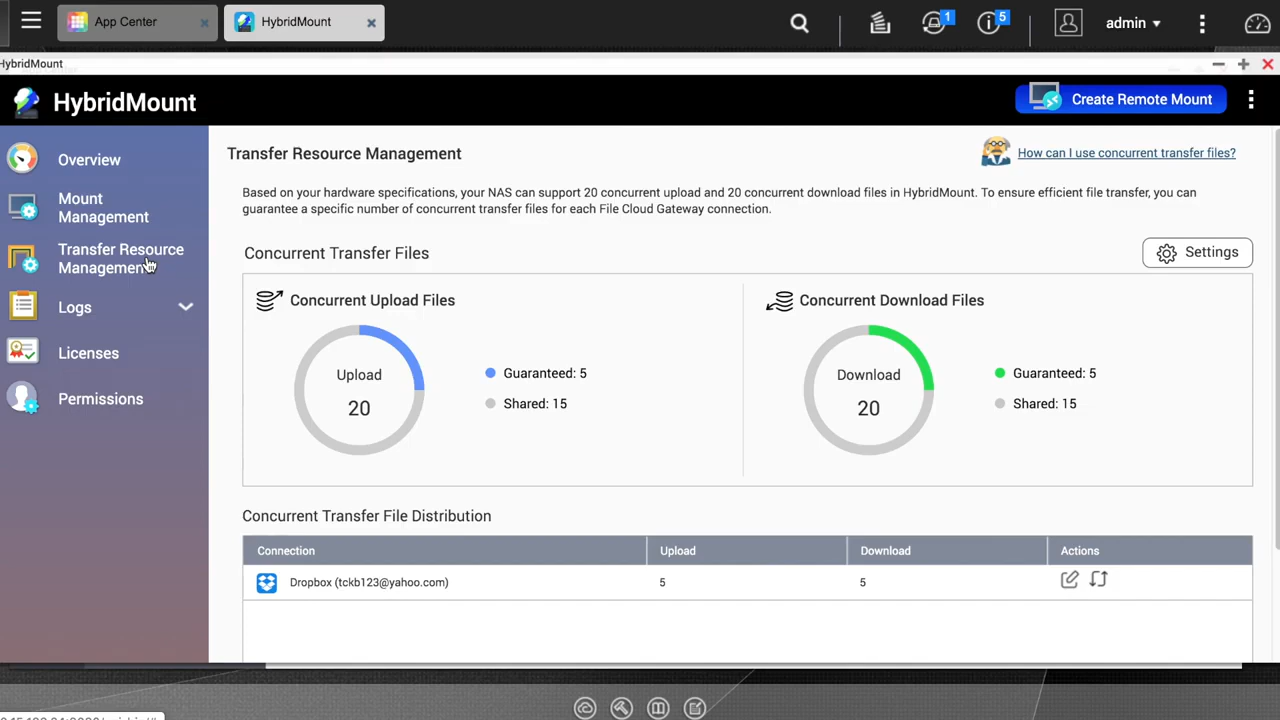 App Center
HybridMount
1
5
admin
HybridMount
HybridMount
Create Remote Mount
Overview
Mount
Management
Transfer Resource
Management
Logs
Licenses
Permissions
Transfer Resource Management
How can I use concurrent transfer files?
Based on your hardware specifications, your NAS can support 20 concurrent upload and 20 concurrent download files in HybridMount. To ensure efficient file transfer, you can
guarantee a specific number of concurrent transfer files for each File Cloud Gateway connection.
Concurrent Transfer Files
Settings
Concurrent Upload Files
Upload
20
Guaranteed: 5
Shared: 15
Concurrent Download Files
Download
20
Guaranteed: 5
Shared: 15
Concurrent Transfer File Distribution
Connection Upload Download Actions
Dropbox (tckb123@yahoo.com) 5 5